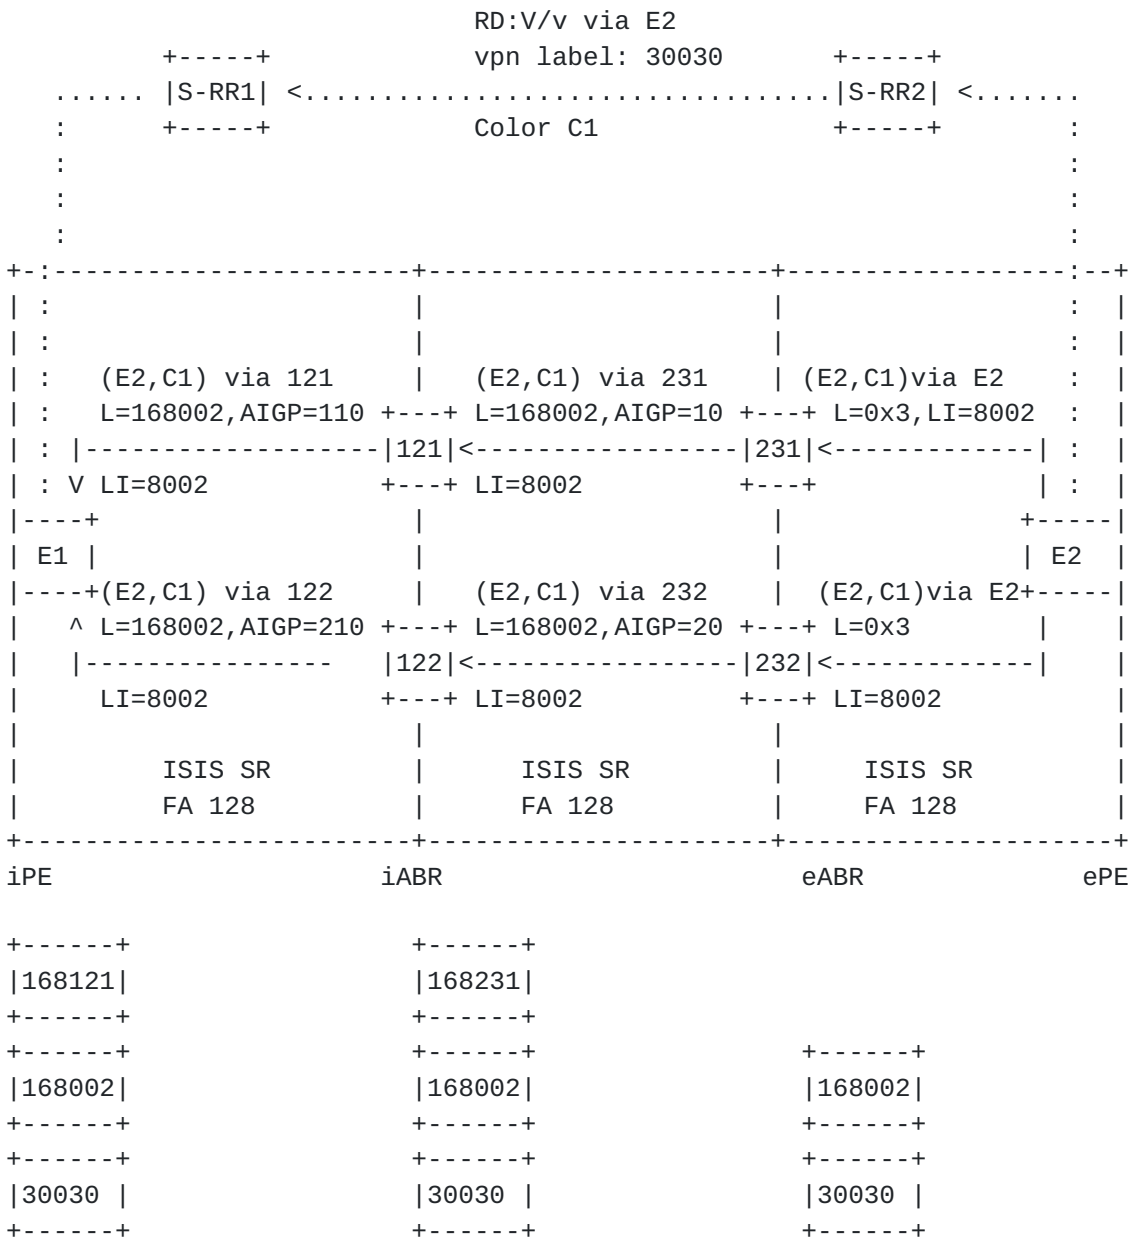 RD:V/v via E2
          +-----+             vpn label: 30030       +-----+
   ...... |S-RR1| <..................................|S-RR2| <.......
   :      +-----+             Color C1               +-----+        :
   :                                                                :
   :                                                                :
   :                                                                :
+-:-----------------------+----------------------+------------------:--+
| :                       |                      |                  :  |
| :                       |                      |                  :  |
| :   (E2,C1) via 121     |   (E2,C1) via 231    | (E2,C1)via E2    :  |
| :   L=168002,AIGP=110 +---+ L=168002,AIGP=10 +---+ L=0x3,LI=8002  :  |
| : |-------------------|121|<-----------------|231|<-------------| :  |
| : V LI=8002           +---+ LI=8002          +---+              | :  |
|----+                    |                      |               +-----|
| E1 |                    |                      |               | E2  |
|----+(E2,C1) via 122     |   (E2,C1) via 232    |  (E2,C1)via E2+-----|
|   ^ L=168002,AIGP=210 +---+ L=168002,AIGP=20 +---+ L=0x3        |    |
|   |----------------   |122|<-----------------|232|<-------------|    |
|     LI=8002           +---+ LI=8002          +---+ LI=8002           |
|                         |                      |                     |
|         ISIS SR         |      ISIS SR         |     ISIS SR         |
|         FA 128          |      FA 128          |     FA 128          |
+-------------------------+----------------------+---------------------+
iPE                     iABR                       eABR              ePE
+------+                  +------+
|168121|                  |168231|
+------+                  +------+
+------+                  +------+                 +------+
|168002|                  |168002|                 |168002|
+------+                  +------+                 +------+
+------+                  +------+                 +------+
|30030 |                  |30030 |                 |30030 |
+------+                  +------+                 +------+